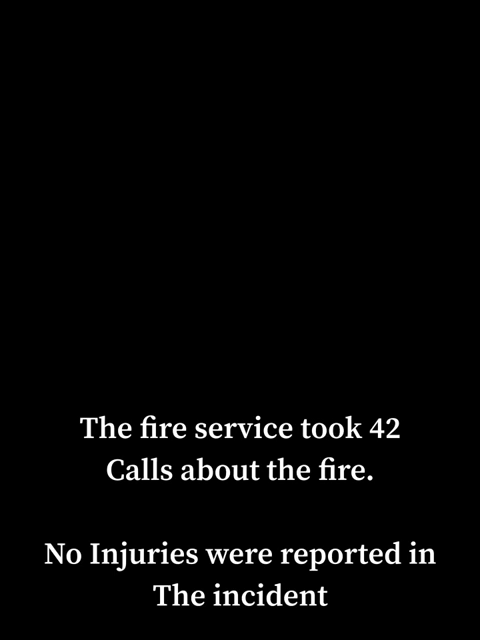 The fire service took 42
Calls about the fire.
No Injuries were reported in
The incident